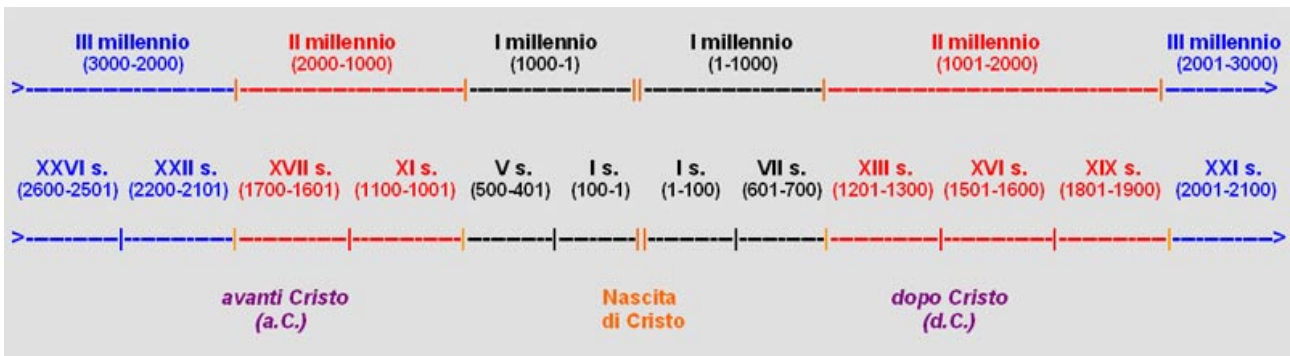 III millennio II millennio I millennio I millennio II millennio III millennio
(3000-2000) (2000-1000) (1000-1) (1-1000) (1001-2000) (2001-3000)
XXVI s. XXII s. XVII s. XI s. V s. I s. I s. VII s. XIII s. XVI s. XIX s. XXI s.
(2600-2501) (2200-2101) (1700-1601) (1100-1001) (500-401) (100-1) (1-100) (601-700) (1201-1300) (1501-1600) (1801-1900) (2001-2100)
avanti Cristo Nascita dopo Cristo
(a.C.) di Cristo (d.C.)